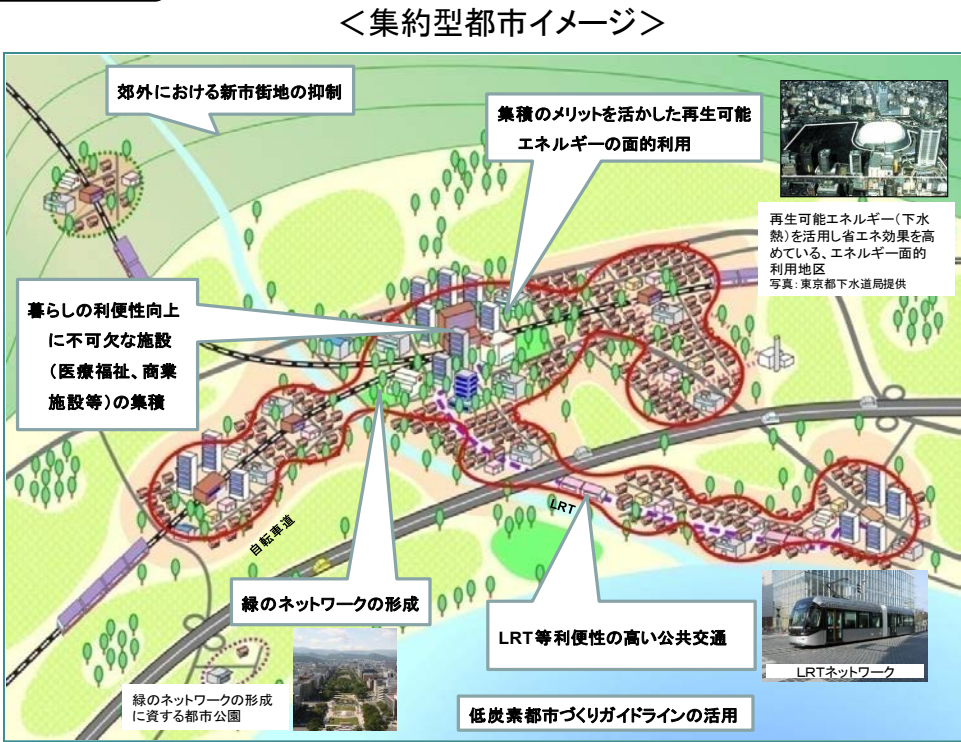 ＜集約型都市イメージ＞
郊外における新市街地の抑制
集積のメリットを活かした再生可能
エネルギーの面的利用
再生可能エネルギー（下水
熱）を活用し省エネ効果を高
めている、エネルギー面的
利用地区
写真：東京都下水道局提供
暮らしの利便性向上
に不可欠な施設
（医療福祉、商業
施設等）の集積
自転車道
LRT
緑のネットワークの形成
LRT等利便性の高い公共交通
LRTネットワーク
緑のネットワークの形成
に資する都市公園
低炭素都市づくりガイドラインの活用